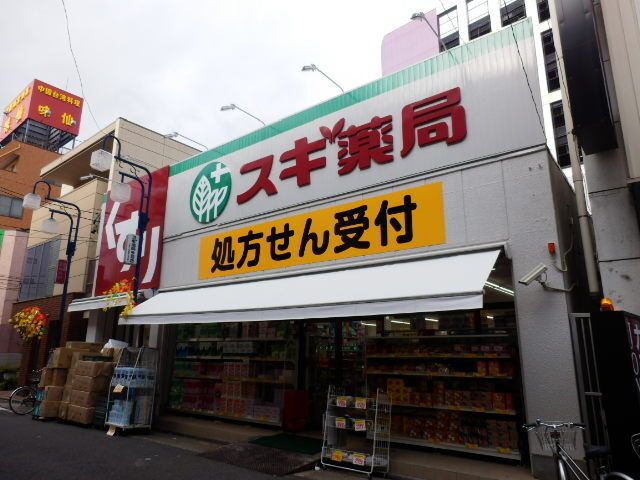 中国台湾料理
味仙
スギ薬局
くすり
処方せん受付